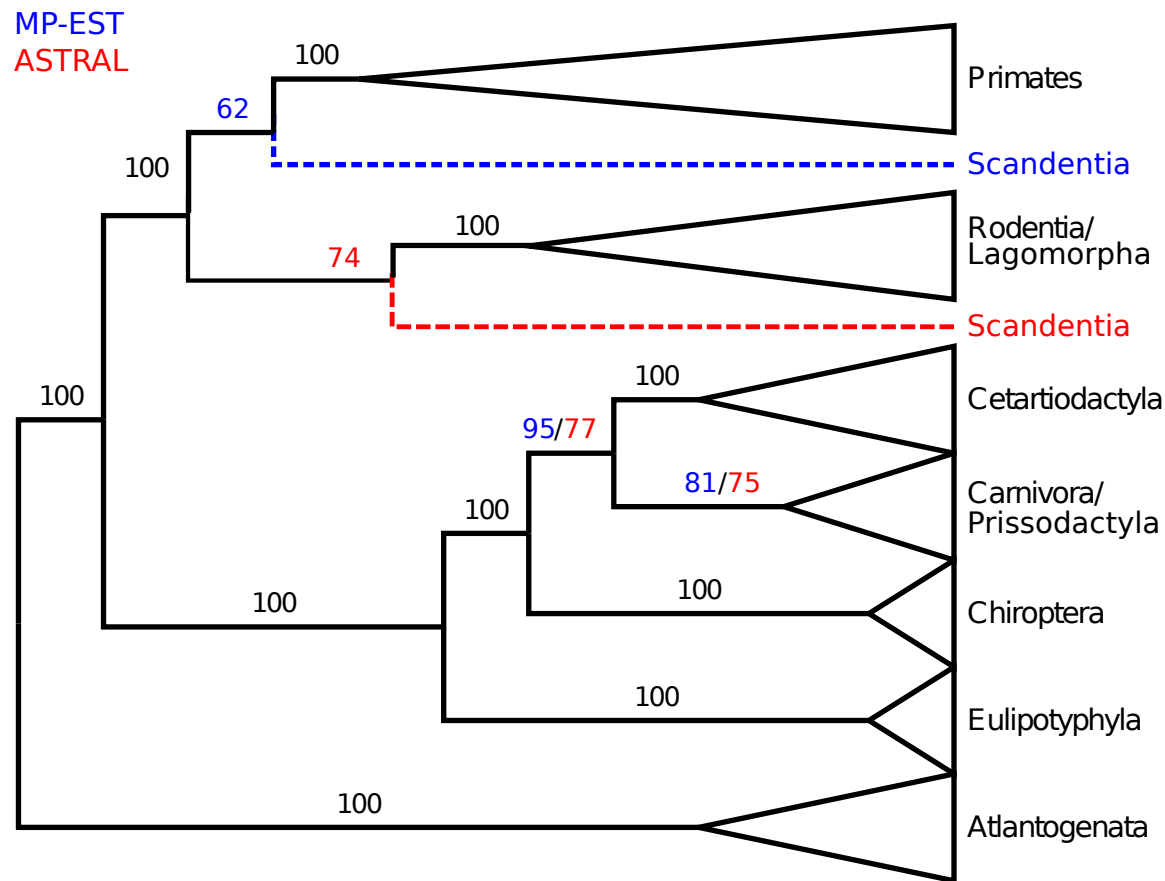 MP-EST
ASTRAL
100
Primates
62
100
Scandentia
100
Rodentia/
Lagomorpha
74
Scandentia
100
100
Cetartiodactyla
95/77
81/75
Carnivora/
Prissodactyla
100
100
100
Chiroptera
100
Eulipotyphyla
100
Atlantogenata